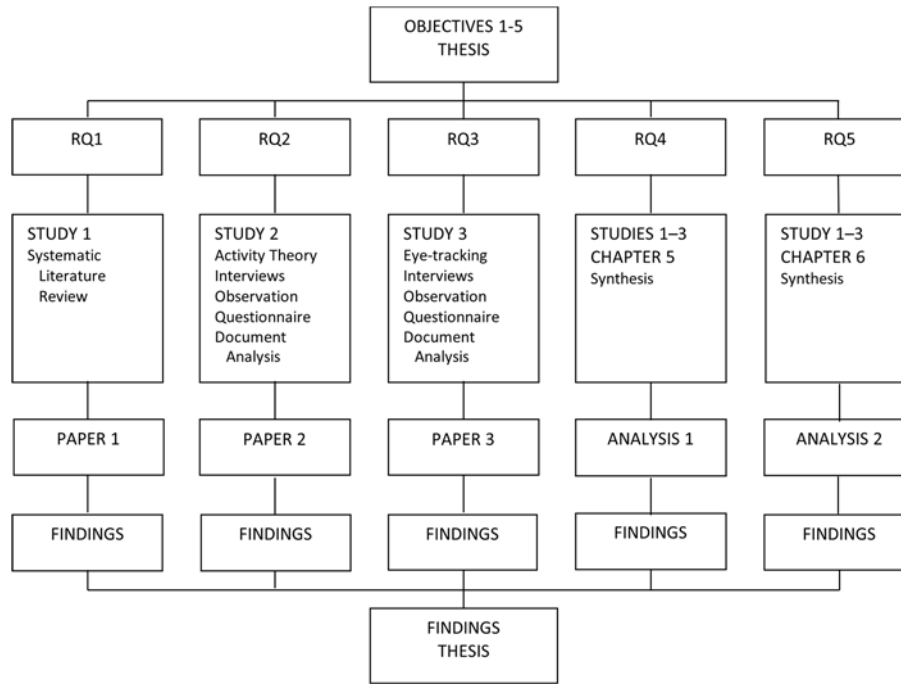 OBJECTIVES 1-5
THESIS
RQ1
RQ2
RQ3
RQ4
RQ5
STUDY 1
Systematic
Literature
Review
STUDY 2
Activity Theory
Interviews
Observation
Questionnaire
Document
Analysis
STUDY 3
Eye-tracking
Interviews
Observation
Questionnaire
Document
Analysis
STUDIES 1–3
CHAPTER 5
Synthesis
STUDY 1–3
CHAPTER 6
Synthesis
PAPER 1
PAPER 2
PAPER 3
ANALYSIS 1
ANALYSIS 2
FINDINGS
FINDINGS
FINDINGS
FINDINGS
FINDINGS
FINDINGS
THESIS